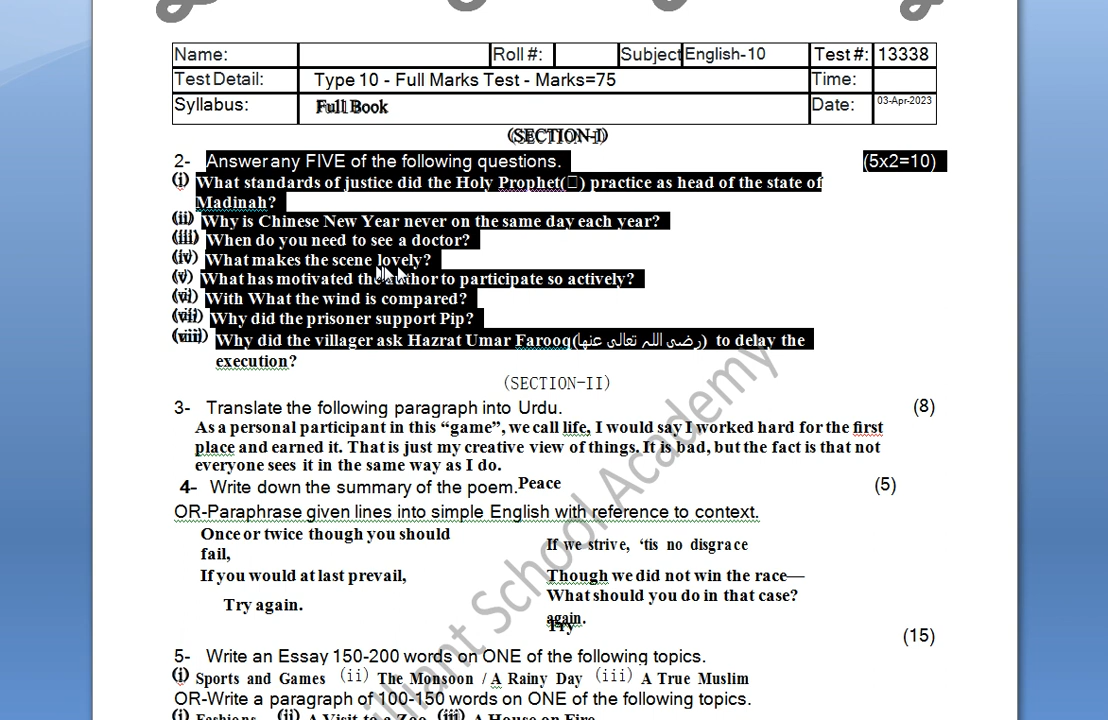 Name: Roll #: Subject English-10 Test #: 13338
Test Detail: Type 10 - Full Marks Test - Marks=75 Time:
Syllabus: Full Book Date: 03-Apr-2023
(SECTION-I)
2- Answer any FIVE of the following questions. (5x2=10)
(i) What standards of justice did the Holy Prophet(□) practice as head of the state of
Madinah?
(ii) Why is Chinese New Year never on the same day each year?
(iii) When do you need to see a doctor?
(iv) What makes the scene lovely?
(v) What has motivated the author to participate so actively?
(vi) With What the wind is compared?
(vii) Why did the prisoner support Pip?
(viii) Why did the villager ask Hazrat Umar Farooq(رضی اللہ تعالی عنها) to delay the
execution?
(SECTION-II)
3- Translate the following paragraph into Urdu. (8)
As a personal participant in this “game”, we call life, I would say I worked hard for the first
place and earned it. That is just my creative view of things. It is bad, but the fact is that not
everyone sees it in the same way as I do.
4- Write down the summary of the poem. Peace (5)
OR-Paraphrase given lines into simple English with reference to context.
Once or twice though you should
fail,
If you would at last prevail,
Try again.
If we strive, ‘tis no disgrace
Though we did not win the race—
What should you do in that case?
Try
again.
(15)
5- Write an Essay 150-200 words on ONE of the following topics.
(i) Sports and Games (ii) The Monsoon / A Rainy Day (iii) A True Muslim
OR-Write a paragraph of 100-150 words on ONE of the following topics.
(i) Fashions (ii) A Visit to a Zoo (iii) A House on Fire
School Academy